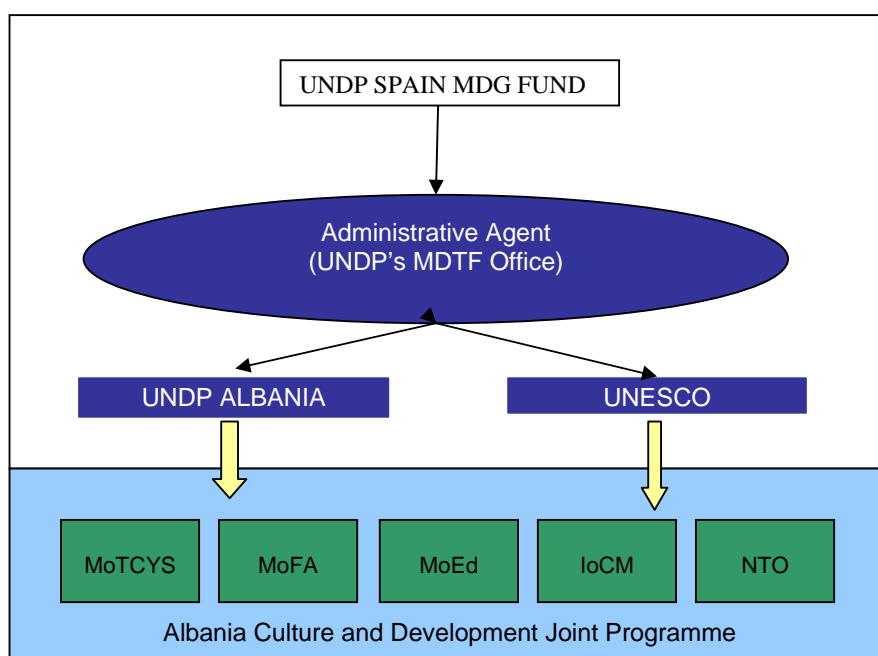 UNDP SPAIN MDG FUND
Administrative Agent
(UNDP's MDTF Office)
UNDP ALBANIA
UNESCO
MoTCYS
MoFA
MoEd
IoCM
NTO
Albania Culture and Development Joint Programme